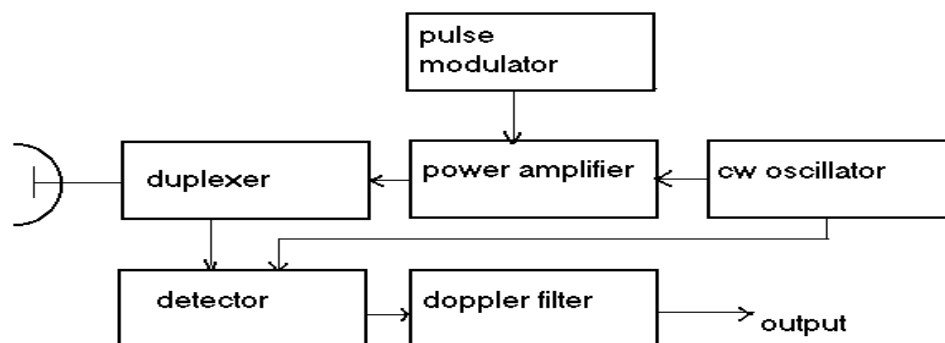 pulse
modulator
duplexer
power amplifier
cw oscillator
detector
doppler filter
output